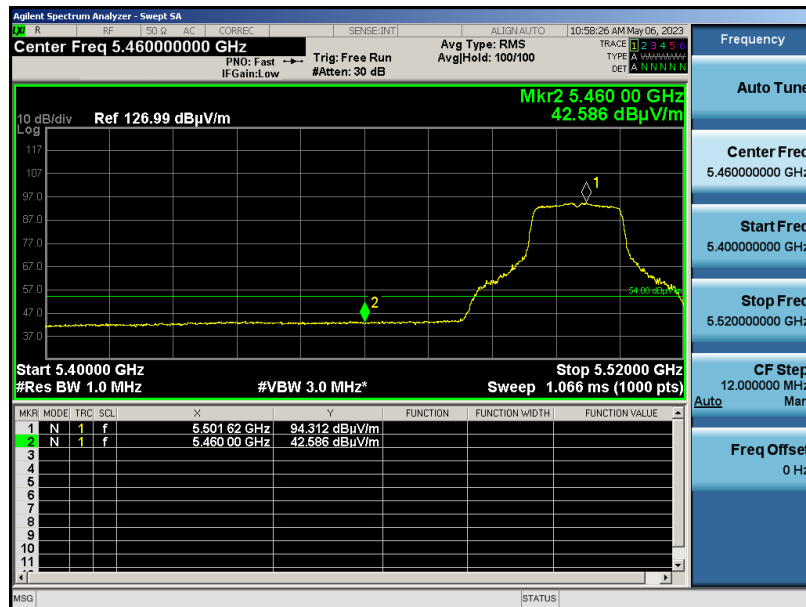 Agilent Spectrum Analyzer - Swept SA
LXI R RF 50 Ω AC CORREC SENSE:INT ALIGN AUTO 10:58:26 AM May 06, 2023
Center Freq 5.460000000 GHz
PNO: Fast
IFGain:Low
Trig: Free Run
#Atten: 30 dB
Avg Type: RMS
Avg|Hold: 100/100
TRACE 1 2 3 4 5 6
TYPE A WWWWW
DET A N N N N N
Mkr2 5.460 00 GHz
42.586 dBµV/m
10 dB/div Ref 126.99 dBµV/m
Log
117
107
97.0
87.0
77.0
67.0
57.0
47.0
37.0
1
2
54.00 dBµV/m
Start 5.40000 GHz Stop 5.52000 GHz
#Res BW 1.0 MHz #VBW 3.0 MHz* Sweep 1.066 ms (1000 pts)
MKR MODE TRC SCL X Y FUNCTION FUNCTION WIDTH FUNCTION VALUE
1 N 1 f 5.501 62 GHz 94.312 dBµV/m
2 N 1 f 5.460 00 GHz 42.586 dBµV/m
3
4
5
6
7
8
9
10
11
MSG STATUS
Frequency
Auto Tune
Center Freq
5.460000000 GHz
Start Freq
5.400000000 GHz
Stop Freq
5.520000000 GHz
CF Step
12.000000 MHz
Auto Man
Freq Offset
0 Hz